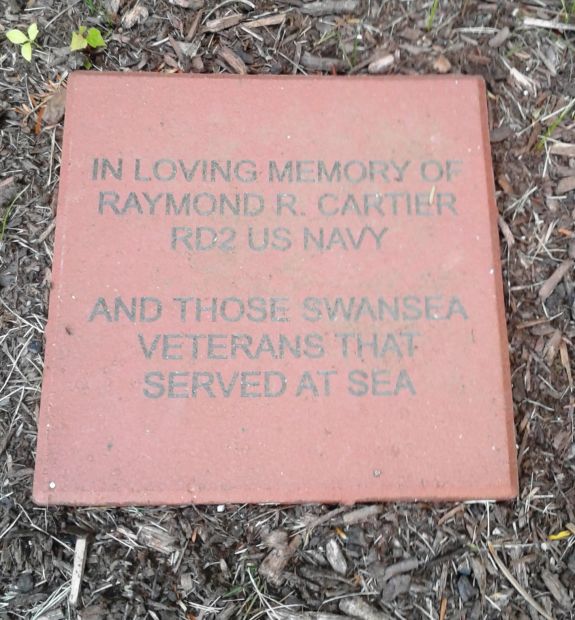 IN LOVING MEMORY OF
RAYMOND R. CARTIER
RD2 US NAVY
AND THOSE SWANSEA
VETERANS THAT
SERVED AT SEA